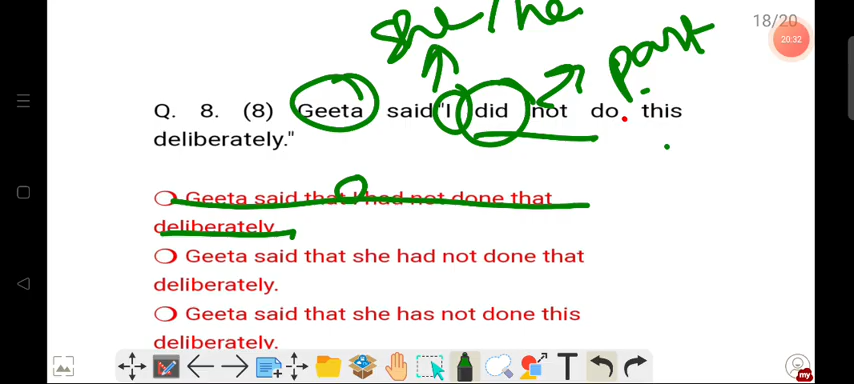 she/he
18/20
20:32
past
Q. 8. (8) Geeta said "I did not do this
deliberately."
Geeta said that I had not done that
deliberately
Geeta said that she had not done that
deliberately.
Geeta said that she has not done this
deliberately.
T
my